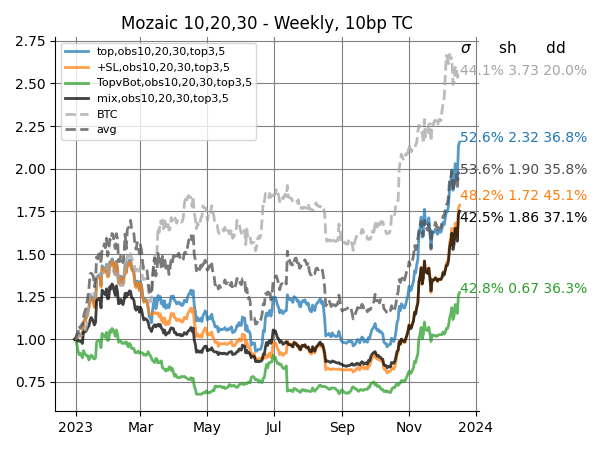 Mozaic 10,20,30 - Weekly, 10bp TC
σ sh dd
top,obs10,20,30,top3,5
+SL,obs10,20,30,top3,5
TopvBot,obs10,20,30,top3,5
mix,obs10,20,30,top3,5
BTC
avg
44.1% 3.73 20.0%
52.6% 2.32 36.8%
53.6% 1.90 35.8%
48.2% 1.72 45.1%
42.5% 1.86 37.1%
42.8% 0.67 36.3%
2.75
2.50
2.25
2.00
1.75
1.50
1.25
1.00
0.75
2023 Mar May Jul Sep Nov 2024